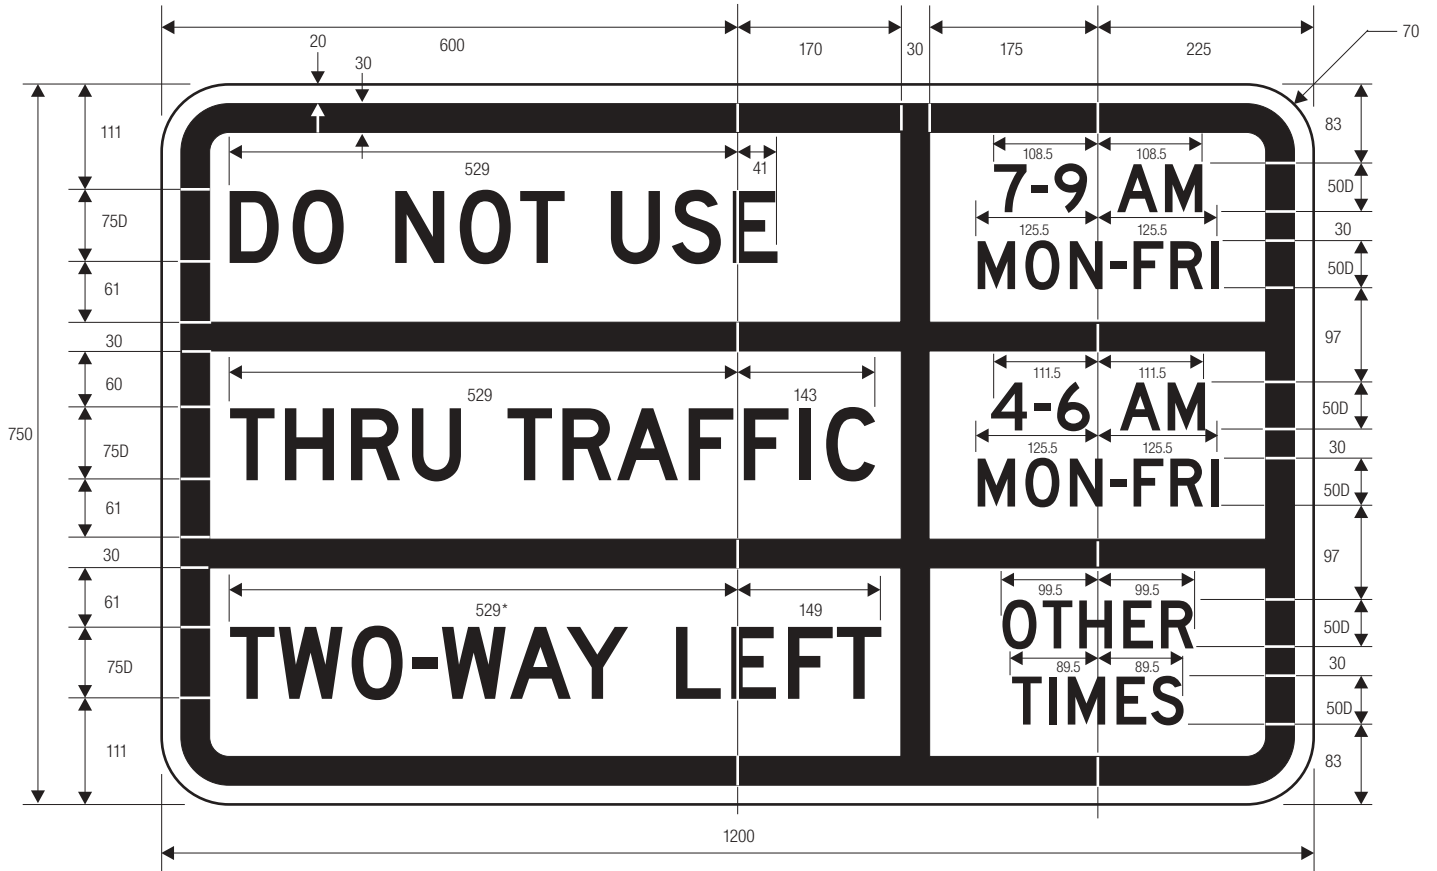 600
170
30
175
225
70
20
30
111
83
529
41
108.5
108.5
7-9 AM
50D
75D
DO NOT USE
125.5
125.5
30
MON-FRI
50D
61
30
97
60
529
143
111.5
111.5
4-6 AM
50D
750
75D
THRU TRAFFIC
125.5
125.5
30
MON-FRI
50D
61
30
97
61
529*
149
99.5
99.5
OTHER
50D
75D
TWO-WAY LEFT
89.5
89.5
30
TIMES
50D
111
83
1200